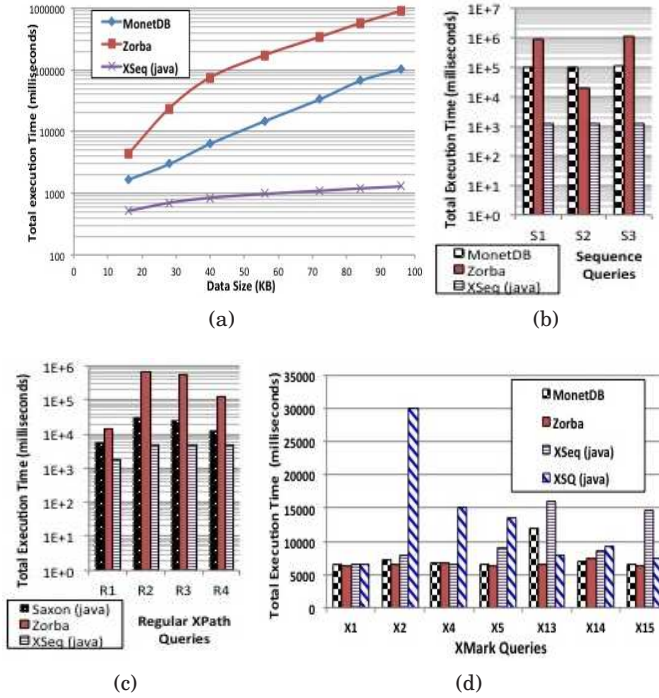 1000000
100000
10000
1000
100
Total execution Time (milliseconds)
MonetDB
Zorba
XSeq (java)
0 10 20 30 40 50 60 70 80 90 100
Data Size (KB)
(a)
1E+7
1E+6
1E+5
1E+4
1E+3
1E+2
1E+1
1E+0
Total Execution Time (milliseconds)
S1 S2 S3
MonetDB
Zorba
XSeq (java)
Sequence
Queries
(b)
1E+6
1E+5
1E+4
1E+3
1E+2
1E+1
1E+0
Total Execution Time (milliseconds)
R1 R2 R3 R4
Saxon (java)
Zorba
XSeq (java)
Regular XPath
Queries
(c)
35000
30000
25000
20000
15000
10000
5000
0
Total Execution Time (milliseconds)
MonetDB
Zorba
XSeq (java)
XSQ (java)
X1 X2 X4 X5 X13 X14 X15
XMark Queries
(d)